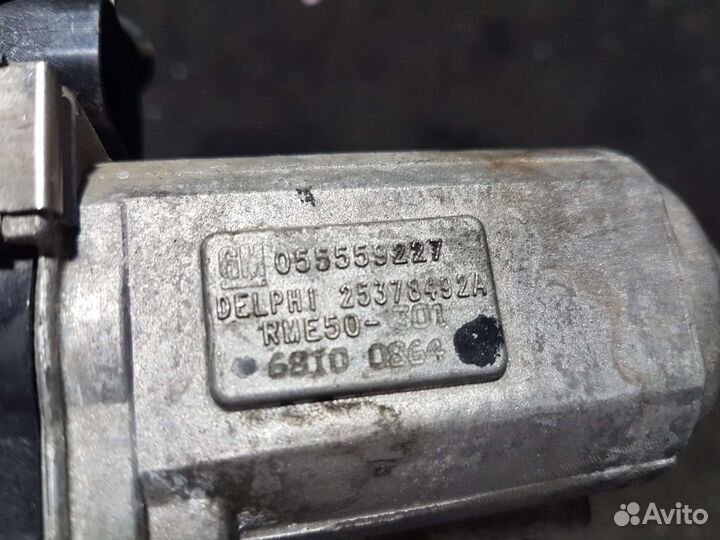 GM 055559227
DELPHI 25378492A
RME50-301
6810 0864
Avito